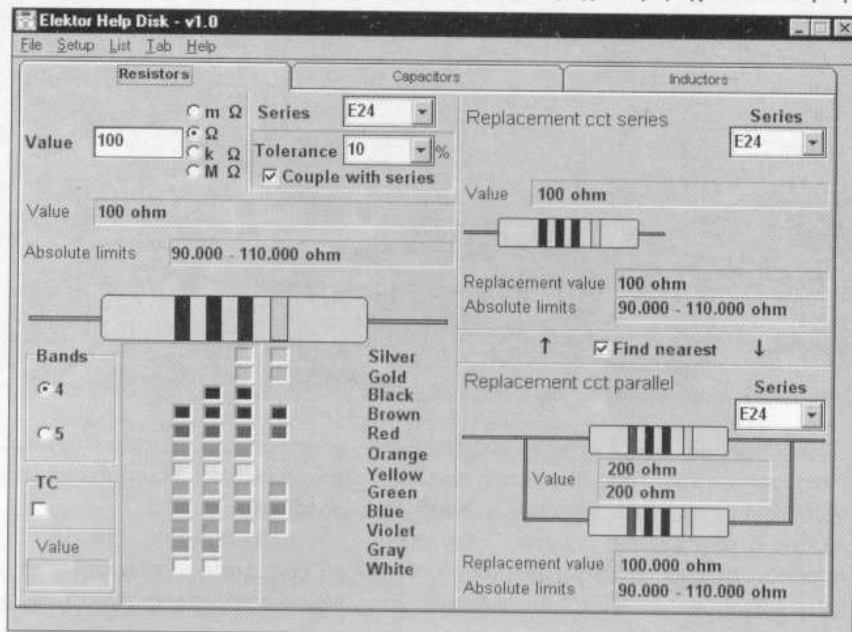 Elektor Help Disk - v1.0
File Setup List Tab Help
Resistors
Capacitors
Inductors
Value
100
m Ω
Ω
k Ω
M Ω
Series
E24
Tolerance
10
%
Couple with series
Value
100 ohm
Absolute limits
90.000 - 110.000 ohm
Bands
4
5
TC
Value
Silver
Gold
Black
Brown
Red
Orange
Yellow
Green
Blue
Violet
Gray
White
Replacement cct series
Series
E24
Value
100 ohm
Replacement value
100 ohm
Absolute limits
90.000 - 110.000 ohm
↑
Find nearest
↓
Replacement cct parallel
Series
E24
Value
200 ohm
200 ohm
Replacement value
100.000 ohm
Absolute limits
90.000 - 110.000 ohm